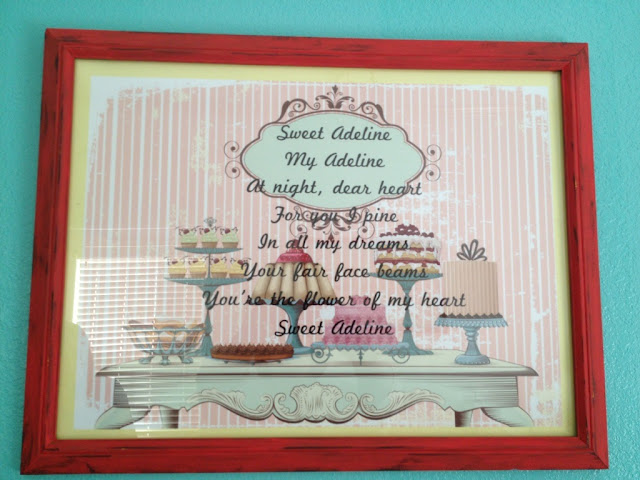 Sweet Adeline
My Adeline
At night, dear heart
For you I pine
In all my dreams
Your fair face beams
You're the flower of my heart
Sweet Adeline